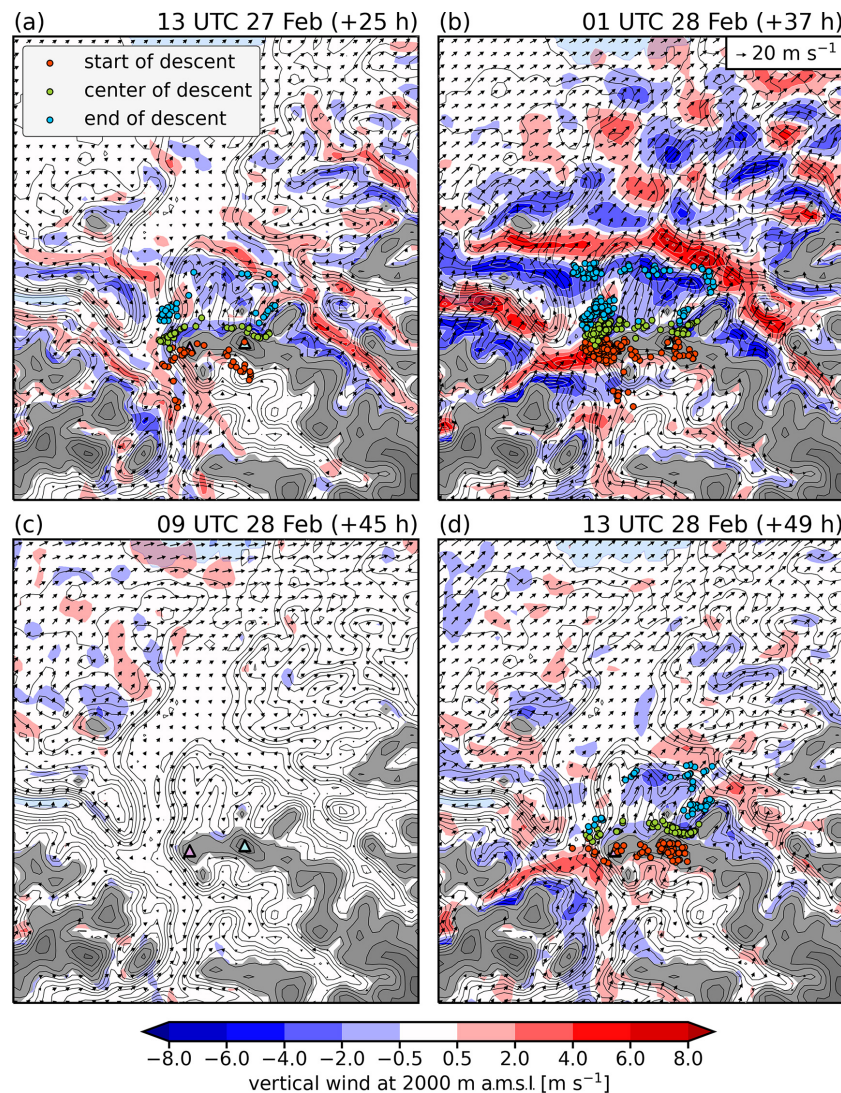 (a) 13 UTC 27 Feb (+25 h)
start of descent
center of descent
end of descent
(b) 01 UTC 28 Feb (+37 h)
→ 20 m s⁻¹
(c) 09 UTC 28 Feb (+45 h)
(d) 13 UTC 28 Feb (+49 h)
−8.0 −6.0 −4.0 −2.0 −0.5 0.5 2.0 4.0 6.0 8.0
vertical wind at 2000 m a.m.s.l. [m s⁻¹]